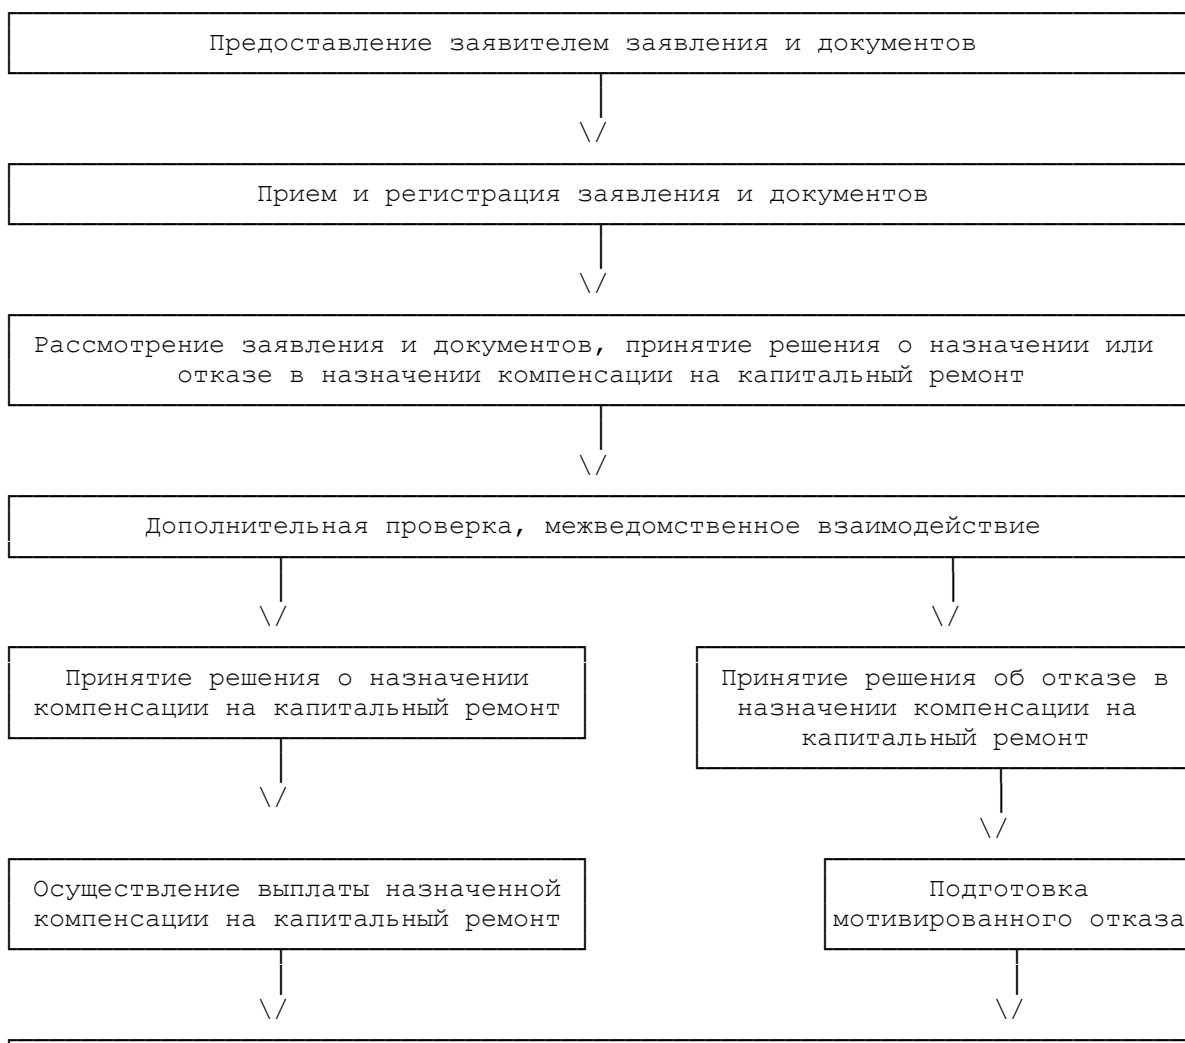 Предоставление заявителем заявления и документов
Прием и регистрация заявления и документов
Рассмотрение заявления и документов, принятие решения о назначении или
отказе в назначении компенсации на капитальный ремонт
Дополнительная проверка, межведомственное взаимодействие
Принятие решения о назначении
компенсации на капитальный ремонт
Принятие решения об отказе в
назначении компенсации на
капитальный ремонт
Осуществление выплаты назначенной
компенсации на капитальный ремонт
Подготовка
мотивированного отказа